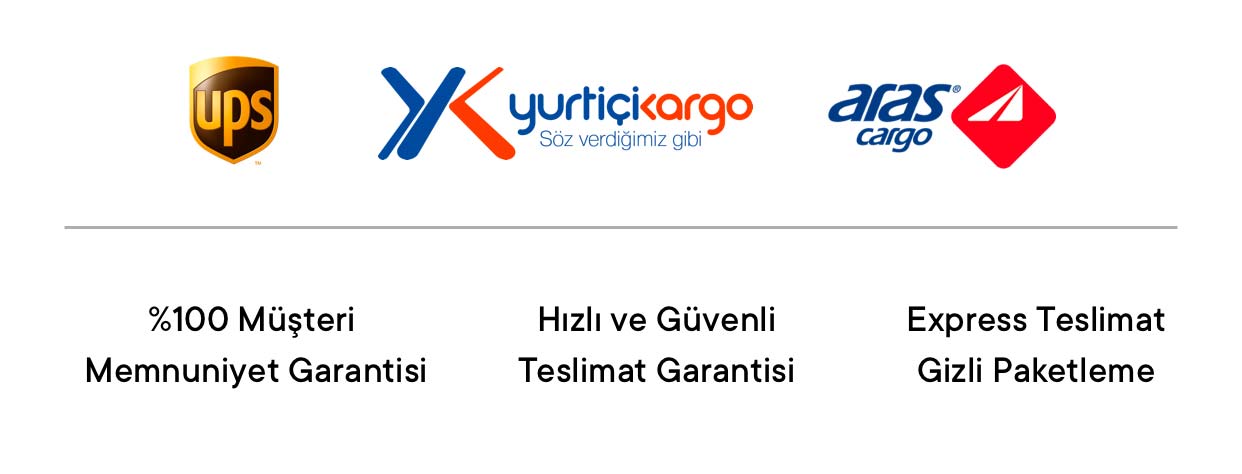 ups
TM
yurtiçikargo
Söz verdiğimiz gibi
aras®
cargo
%100 Müşteri
Memnuniyet Garantisi
Hızlı ve Güvenli
Teslimat Garantisi
Express Teslimat
Gizli Paketleme